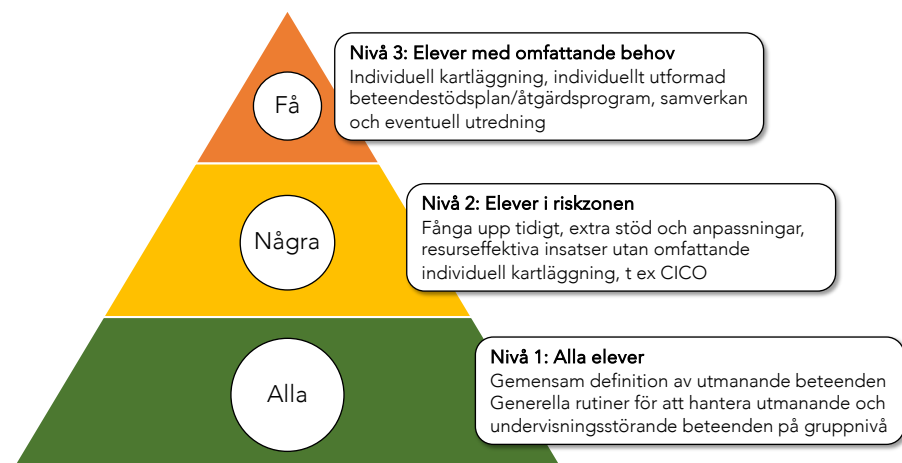 Få
Nivå 3: Elever med omfattande behov
Individuell kartläggning, individuellt utformad
beteendestödsplan/åtgärdsprogram, samverkan
och eventuell utredning
Några
Nivå 2: Elever i riskzonen
Fånga upp tidigt, extra stöd och anpassningar,
resurseffektiva insatser utan omfattande
individuell kartläggning, t ex CICO
Alla
Nivå 1: Alla elever
Gemensam definition av utmanande beteenden
Generella rutiner för att hantera utmanande och
undervisningsstörande beteenden på gruppnivå